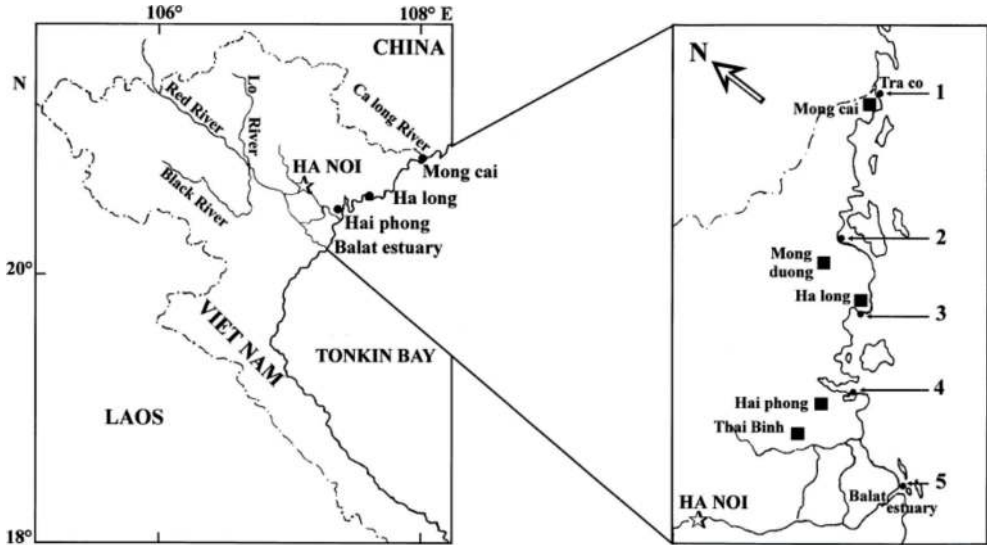 106°
108° E
CHINA
N
Red River
Lo
River
Ca long River
HA NOI
Mong cai
Black River
Ha long
Hai phong
Balat estuary
20°
VIET NAM
TONKIN BAY
LAOS
18°
N
Tra co
1
Mong cai
2
Mong
duong
Ha long
3
4
Hai phong
Thai Binh
5
Balat
estuary
HA NOI